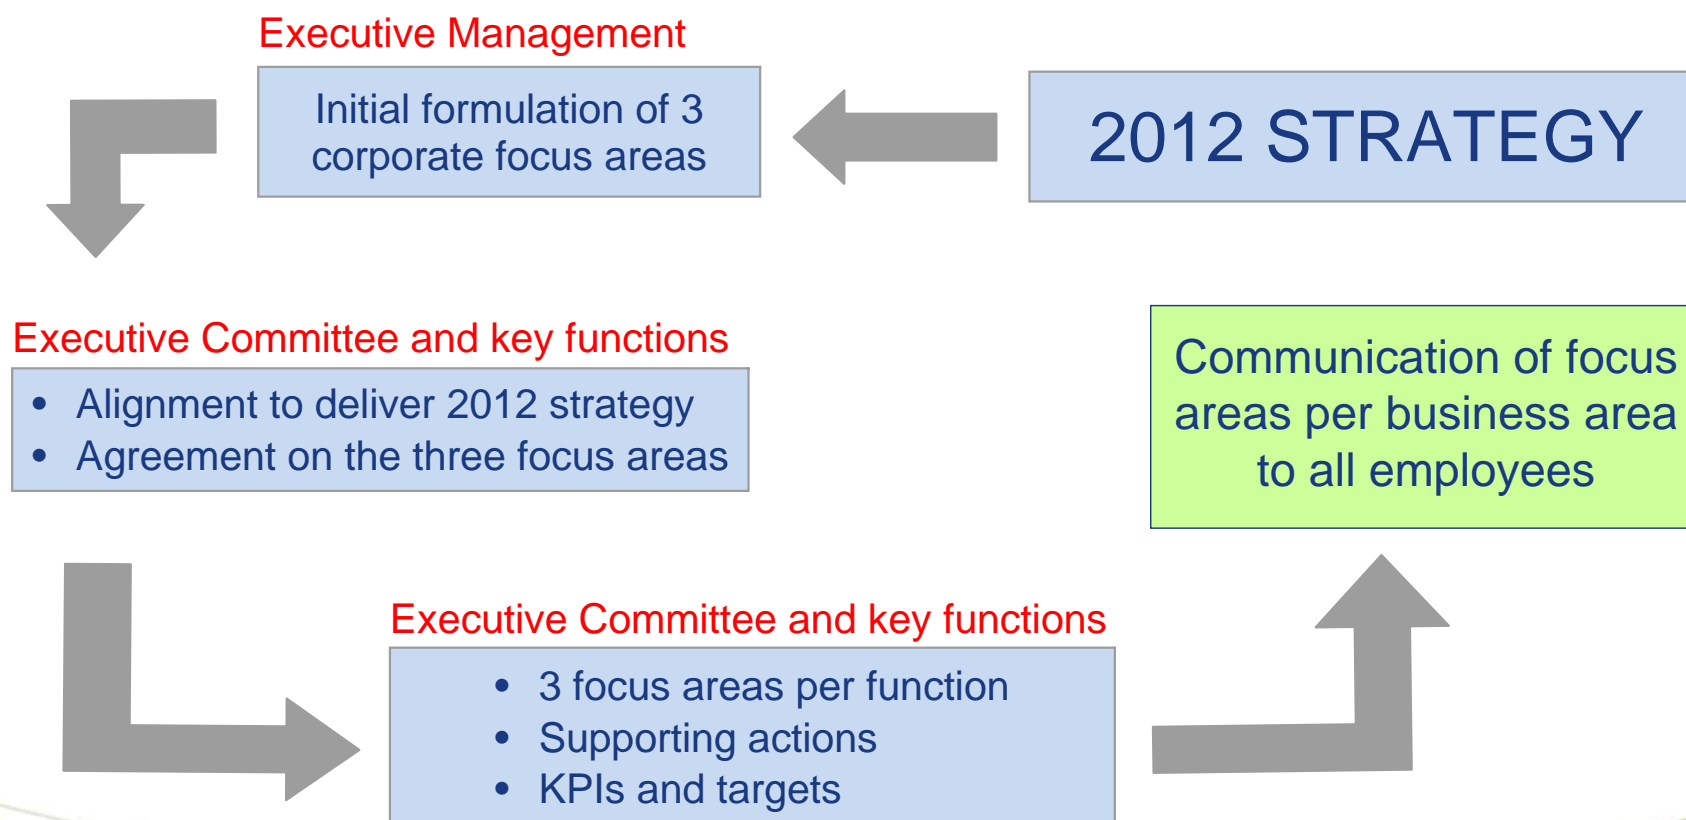 Executive Management
Initial formulation of 3
corporate focus areas
2012 STRATEGY
Executive Committee and key functions
• Alignment to deliver 2012 strategy
• Agreement on the three focus areas
Communication of focus
areas per business area
to all employees
Executive Committee and key functions
• 3 focus areas per function
• Supporting actions
• KPIs and targets